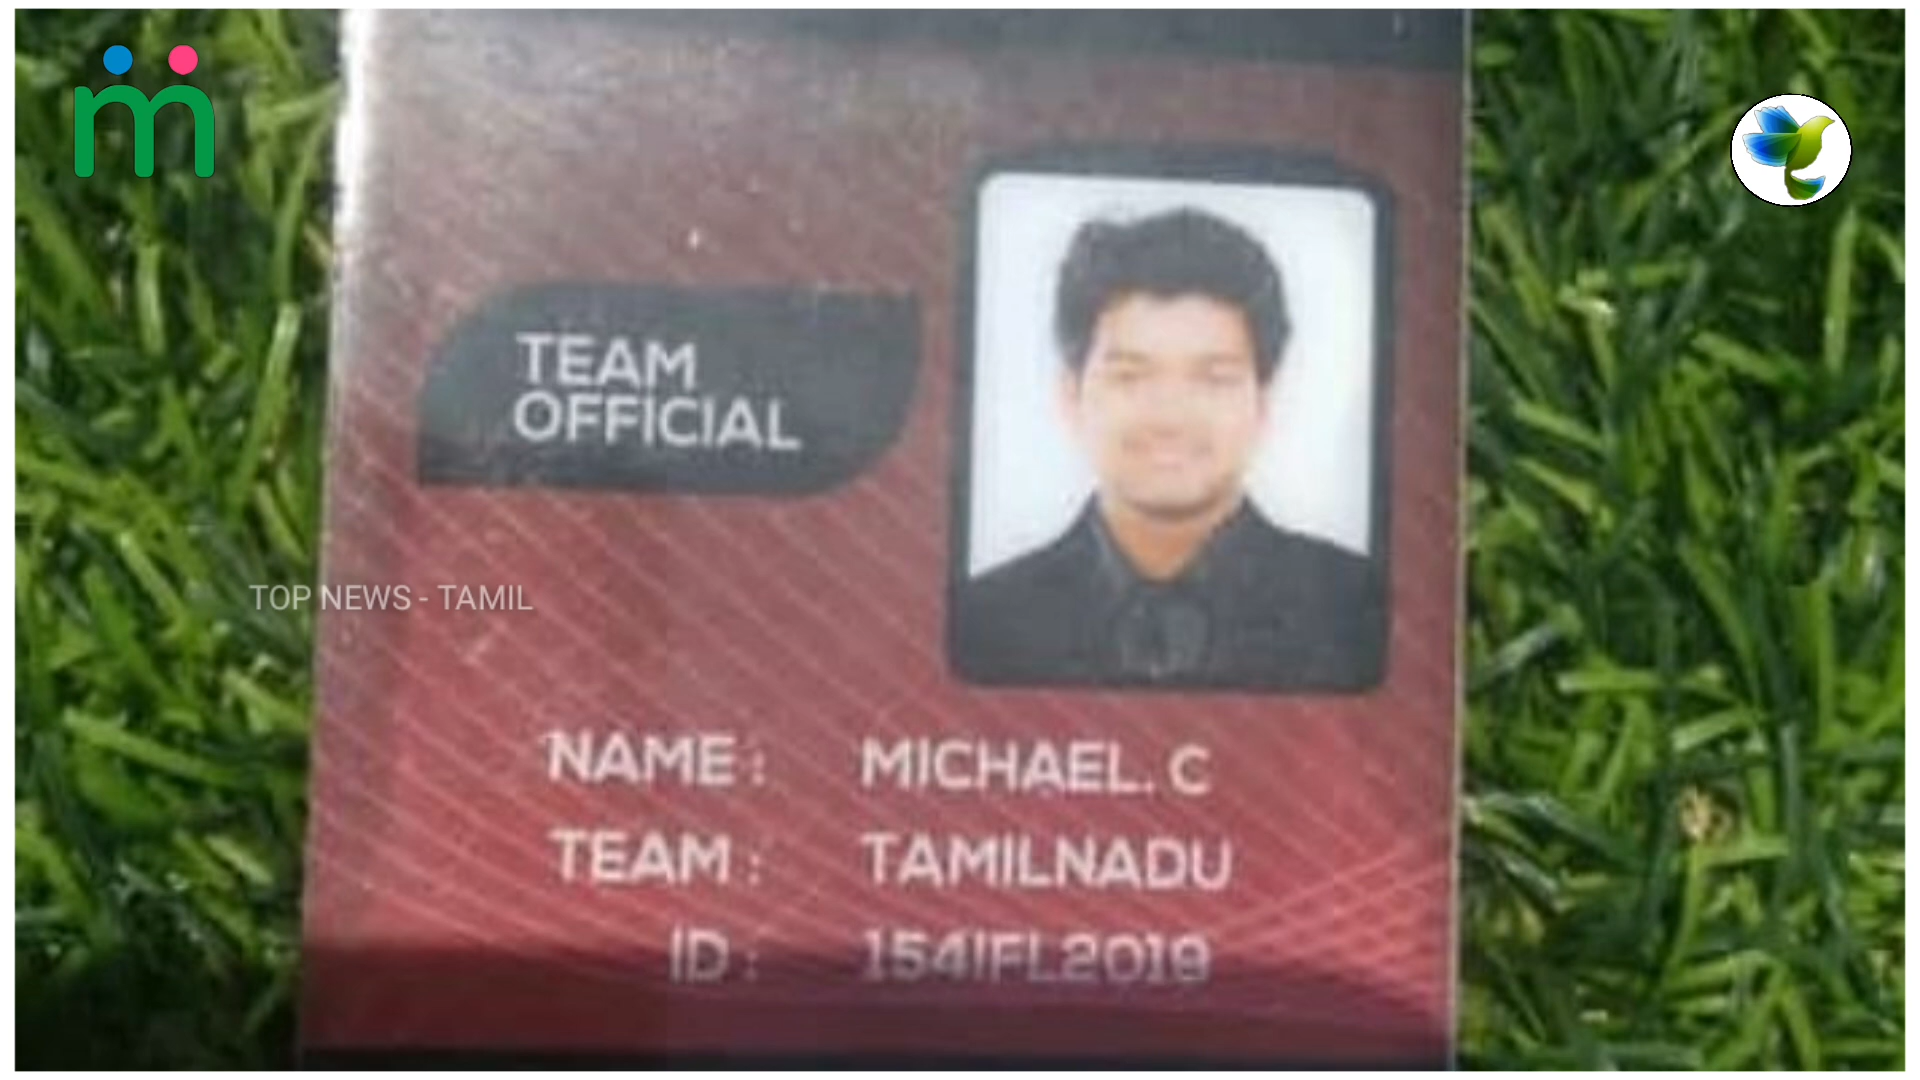 TEAM
OFFICIAL
TOP NEWS - TAMIL
NAME : MICHAEL. C
TEAM : TAMILNADU
ID : 154IFL2019